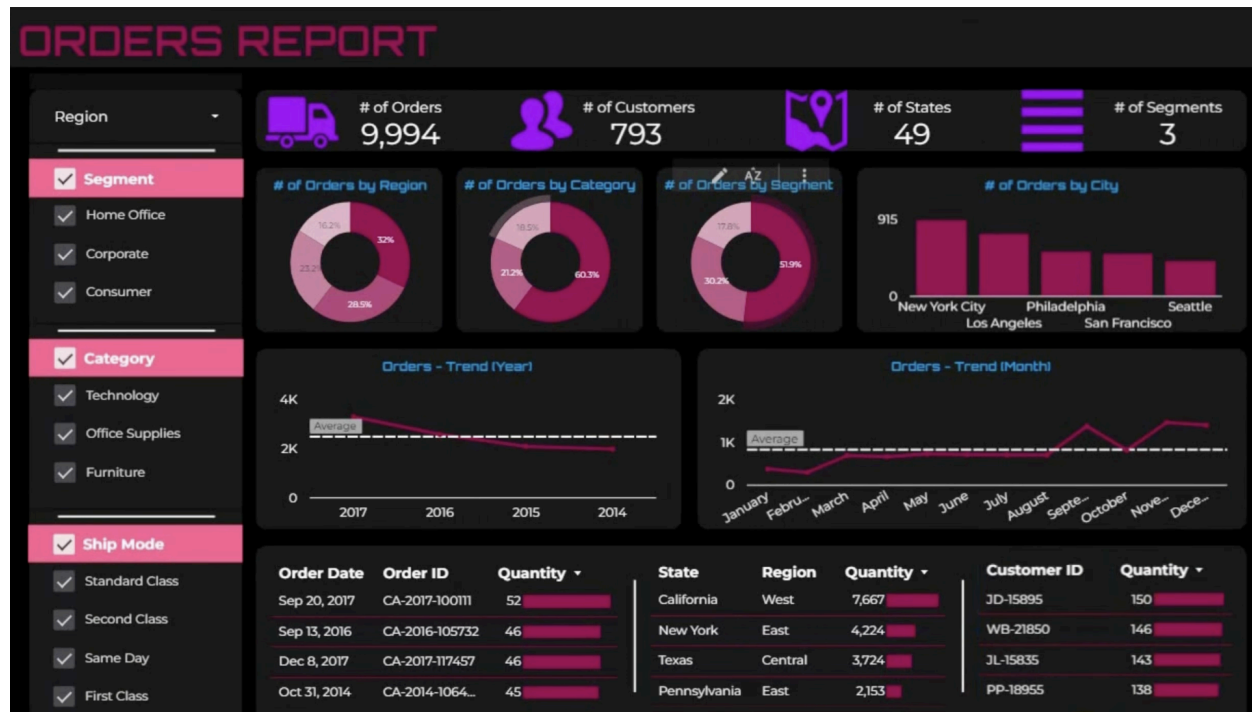 ORDERS REPORT
Region
Segment
Home Office
Corporate
Consumer
Category
Technology
Office Supplies
Furniture
Ship Mode
Standard Class
Second Class
Same Day
First Class
# of Orders
9,994
# of Customers
793
# of States
49
# of Segments
3
# of Orders by Region
16.2%
32%
23.2%
28.5%
# of Orders by Category
18.5%
21.2%
60.3%
# of Orders by Segment
AZ
17.8%
51.9%
30.2%
# of Orders by City
915
0
New York City
Los Angeles
Philadelphia
San Francisco
Seattle
Orders - Trend (Year)
4K
Average
2K
0
2017 2016 2015 2014
Orders - Trend (Month)
2K
1K
Average
0
January Febru... March April May June July August Septe... October Nove... Dece...
Order Date Order ID Quantity
Sep 20, 2017 CA-2017-100111 52
Sep 13, 2016 CA-2016-105732 46
Dec 8, 2017 CA-2017-117457 46
Oct 31, 2014 CA-2014-1064... 45
State Region Quantity
California West 7,667
New York East 4,224
Texas Central 3,724
Pennsylvania East 2,153
Customer ID Quantity
JD-15895 150
WB-21850 146
JL-15835 143
PP-18955 138